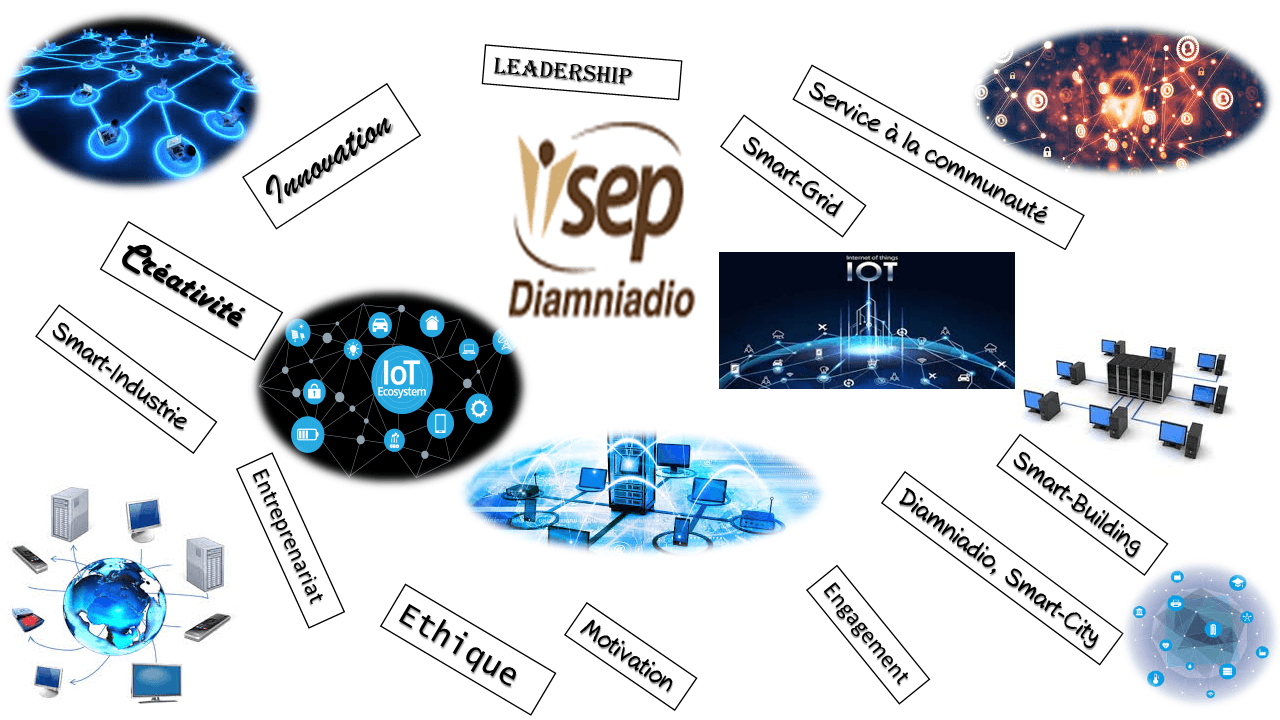 LEADERSHIP
Innovation
Service à la communauté
Smart-Grid
isep
Diamniadio
Créativité
Internet of things
IOT
Smart-Industrie
IoT
Ecosystem
Smart-Building
Entreprenariat
Diamniadio, Smart-City
Engagement
Ethique
Motivation